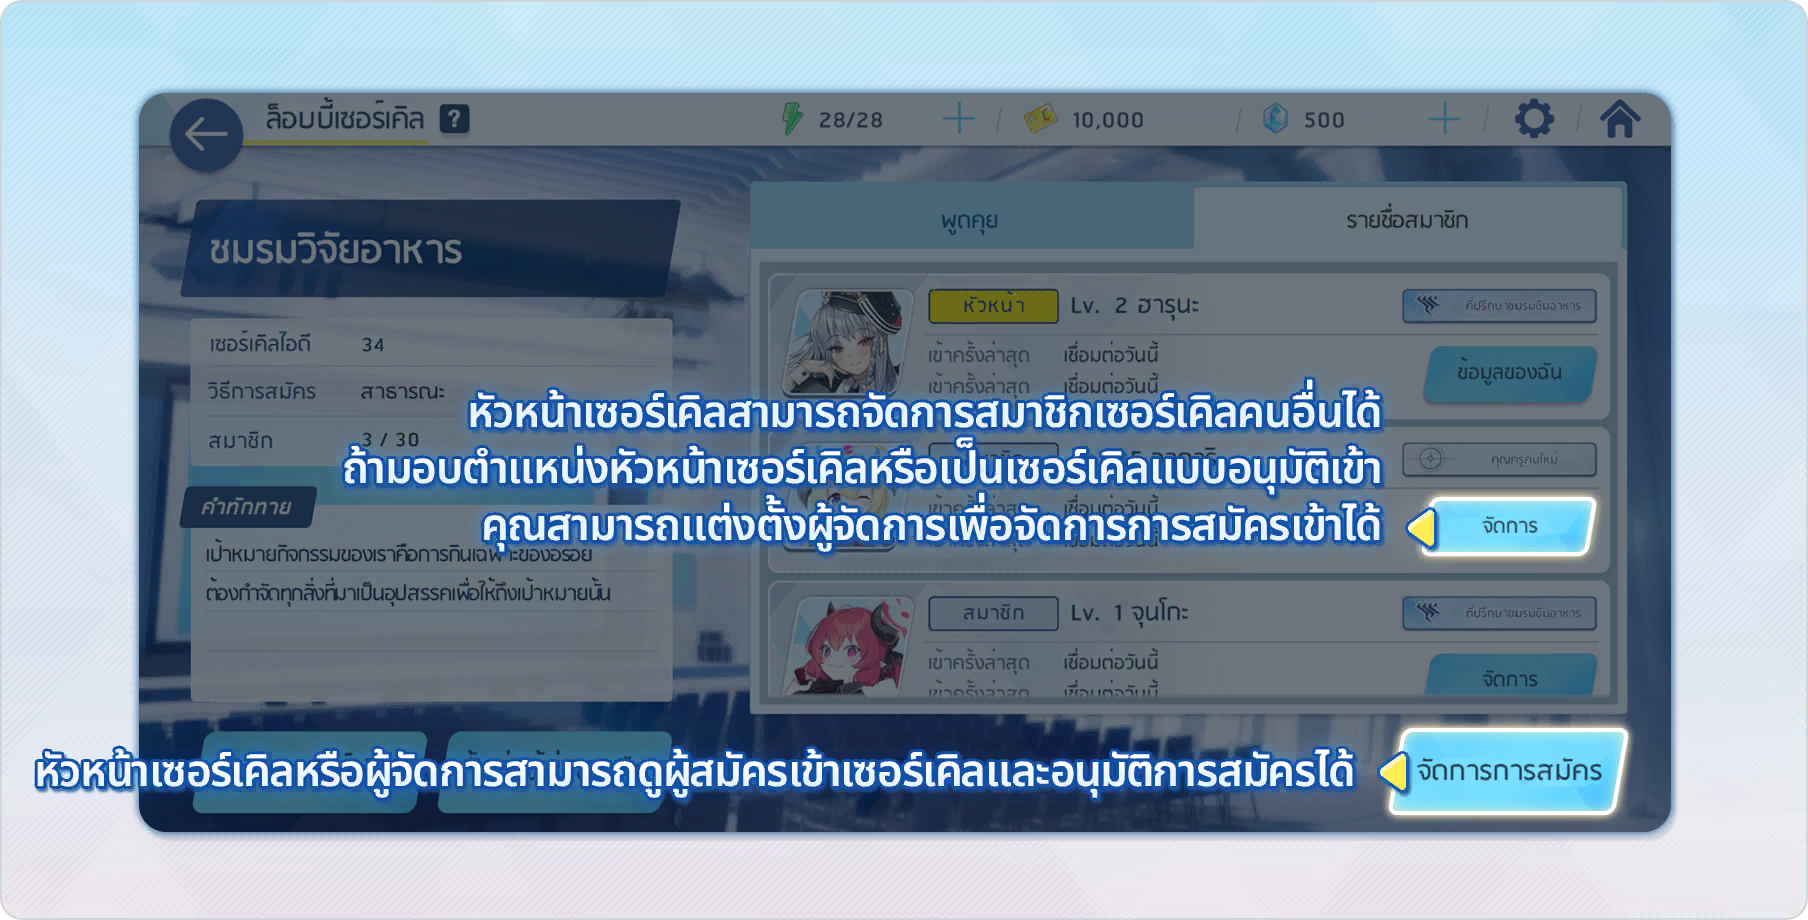 ล็อบบี้เซอร์เคิล ?
28/28
10,000
500
ชมรมวิจัยอาหาร
เซอร์เคิลไอดี 34
วิธีการสมัคร สาธารณะ
สมาชิก 3 / 30
คำทักทาย
เป้าหมายกิจกรรมของเราคือการกินเฉพาะของอร่อย
ต้องกำจัดทุกสิ่งที่มาเป็นอุปสรรคเพื่อให้ถึงเป้าหมายนั้น
พูดคุย
รายชื่อสมาชิก
หัวหน้า Lv. 2 ฮารุนะ
ที่ปรึกษาชมรมชิมอาหาร
เข้าครั้งล่าสุด เชื่อมต่อวันนี้
เข้าครั้งล่าสุด เชื่อมต่อวันนี้
ข้อมูลของฉัน
หัวหน้าเซอร์เคิลสามารถจัดการสมาชิกเซอร์เคิลคนอื่นได้
ถ้ามอบตำแหน่งหัวหน้าเซอร์เคิลหรือเป็นเซอร์เคิลแบบอนุมัติเข้า
คุณสามารถแต่งตั้งผู้จัดการเพื่อจัดการการสมัครเข้าได้
คุณครูคนใหม่
จัดการ
สมาชิก Lv. 1 จุนโกะ
ที่ปรึกษาชมรมชิมอาหาร
เข้าครั้งล่าสุด เชื่อมต่อวันนี้
เข้าครั้งล่าสุด เชื่อมต่อวันนี้
จัดการ
หัวหน้าเซอร์เคิลหรือผู้จัดการสามารถดูผู้สมัครเข้าเซอร์เคิลและอนุมัติการสมัครได้
จัดการการสมัคร